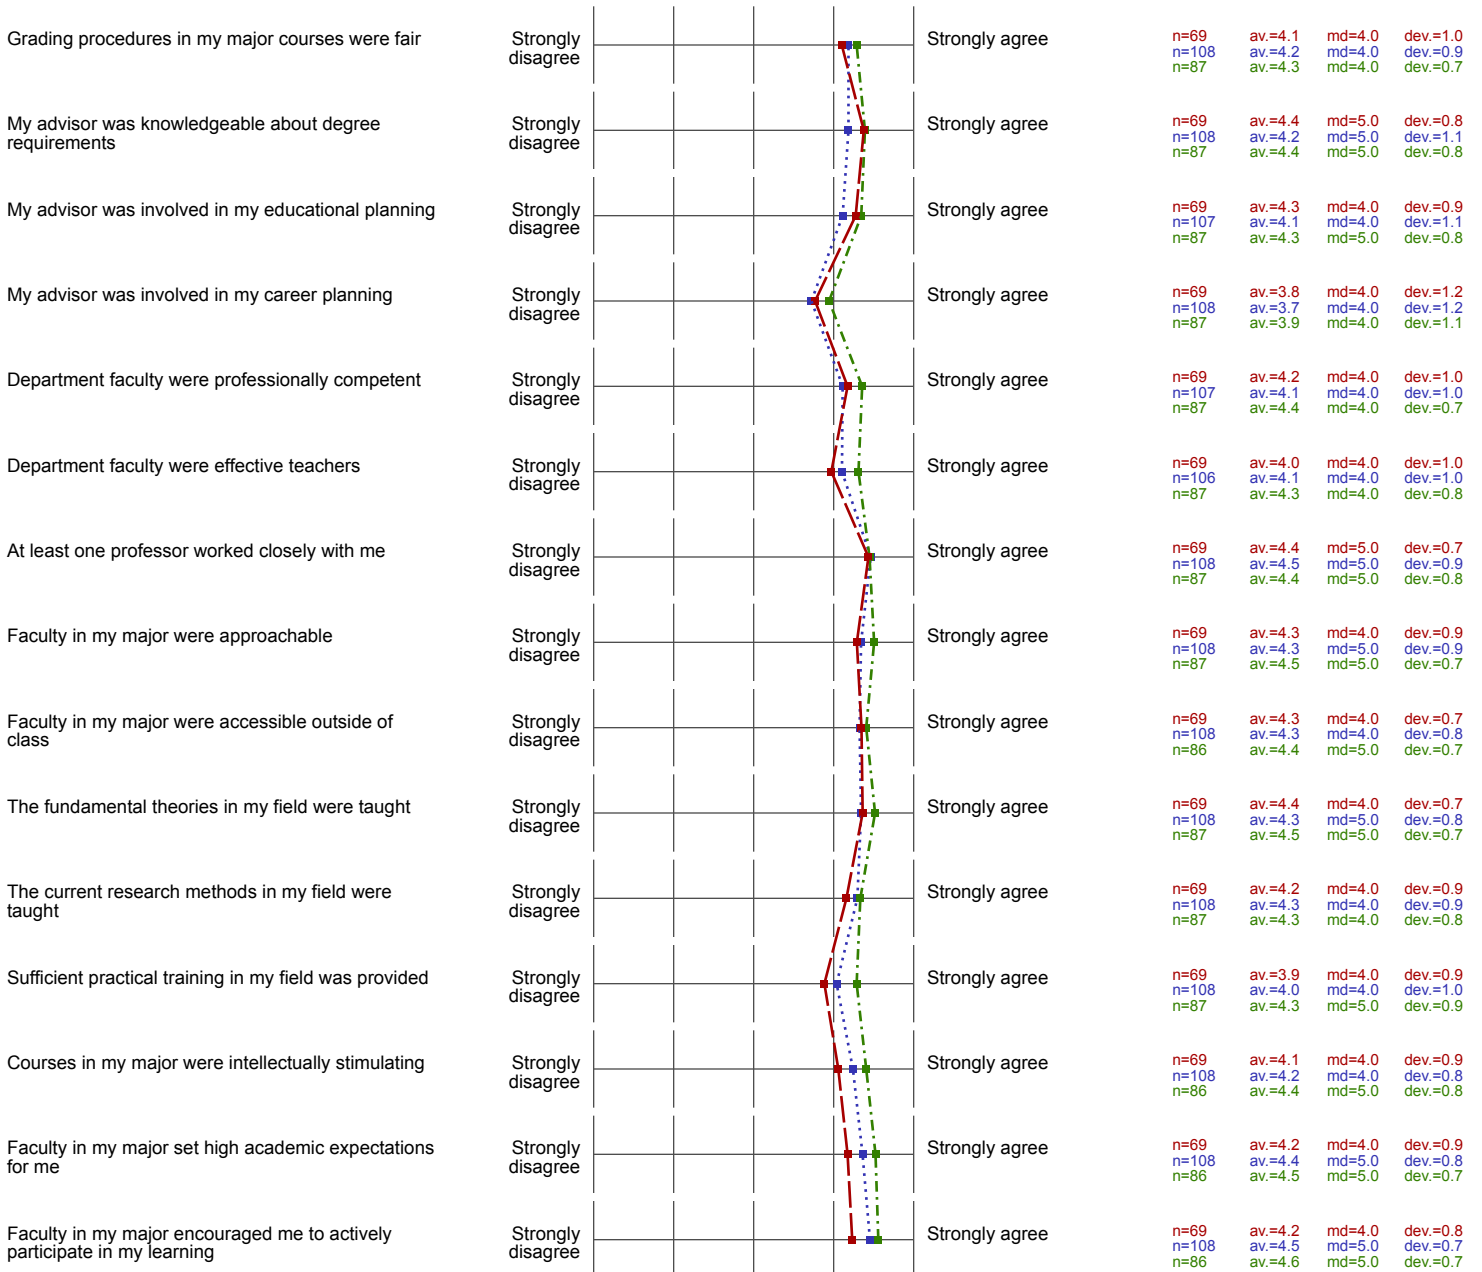 Grading procedures in my major courses were fair
Strongly
disagree
Strongly agree
n=69 av.=4.1 md=4.0 dev.=1.0
n=108 av.=4.2 md=4.0 dev.=0.9
n=87 av.=4.3 md=4.0 dev.=0.7
My advisor was knowledgeable about degree
requirements
Strongly
disagree
Strongly agree
n=69 av.=4.4 md=5.0 dev.=0.8
n=108 av.=4.2 md=5.0 dev.=1.1
n=87 av.=4.4 md=5.0 dev.=0.8
My advisor was involved in my educational planning
Strongly
disagree
Strongly agree
n=69 av.=4.3 md=4.0 dev.=0.9
n=107 av.=4.1 md=4.0 dev.=1.1
n=87 av.=4.3 md=5.0 dev.=0.8
My advisor was involved in my career planning
Strongly
disagree
Strongly agree
n=69 av.=3.8 md=4.0 dev.=1.2
n=108 av.=3.7 md=4.0 dev.=1.2
n=87 av.=3.9 md=4.0 dev.=1.1
Department faculty were professionally competent
Strongly
disagree
Strongly agree
n=69 av.=4.2 md=4.0 dev.=1.0
n=107 av.=4.1 md=4.0 dev.=1.0
n=87 av.=4.4 md=4.0 dev.=0.7
Department faculty were effective teachers
Strongly
disagree
Strongly agree
n=69 av.=4.0 md=4.0 dev.=1.0
n=106 av.=4.1 md=4.0 dev.=1.0
n=87 av.=4.3 md=4.0 dev.=0.8
At least one professor worked closely with me
Strongly
disagree
Strongly agree
n=69 av.=4.4 md=5.0 dev.=0.7
n=108 av.=4.5 md=5.0 dev.=0.9
n=87 av.=4.4 md=5.0 dev.=0.8
Faculty in my major were approachable
Strongly
disagree
Strongly agree
n=69 av.=4.3 md=4.0 dev.=0.9
n=108 av.=4.3 md=5.0 dev.=0.9
n=87 av.=4.5 md=5.0 dev.=0.7
Faculty in my major were accessible outside of
class
Strongly
disagree
Strongly agree
n=69 av.=4.3 md=4.0 dev.=0.7
n=108 av.=4.3 md=4.0 dev.=0.8
n=86 av.=4.4 md=5.0 dev.=0.7
The fundamental theories in my field were taught
Strongly
disagree
Strongly agree
n=69 av.=4.4 md=4.0 dev.=0.7
n=108 av.=4.3 md=5.0 dev.=0.8
n=87 av.=4.5 md=5.0 dev.=0.7
The current research methods in my field were
taught
Strongly
disagree
Strongly agree
n=69 av.=4.2 md=4.0 dev.=0.9
n=108 av.=4.3 md=4.0 dev.=0.9
n=87 av.=4.3 md=4.0 dev.=0.8
Sufficient practical training in my field was provided
Strongly
disagree
Strongly agree
n=69 av.=3.9 md=4.0 dev.=0.9
n=108 av.=4.0 md=4.0 dev.=1.0
n=87 av.=4.3 md=5.0 dev.=0.9
Courses in my major were intellectually stimulating
Strongly
disagree
Strongly agree
n=69 av.=4.1 md=4.0 dev.=0.9
n=108 av.=4.2 md=4.0 dev.=0.8
n=86 av.=4.4 md=5.0 dev.=0.8
Faculty in my major set high academic expectations
for me
Strongly
disagree
Strongly agree
n=69 av.=4.2 md=4.0 dev.=0.9
n=108 av.=4.4 md=5.0 dev.=0.8
n=86 av.=4.5 md=5.0 dev.=0.7
Faculty in my major encouraged me to actively
participate in my learning
Strongly
disagree
Strongly agree
n=69 av.=4.2 md=4.0 dev.=0.8
n=108 av.=4.5 md=5.0 dev.=0.7
n=86 av.=4.6 md=5.0 dev.=0.7